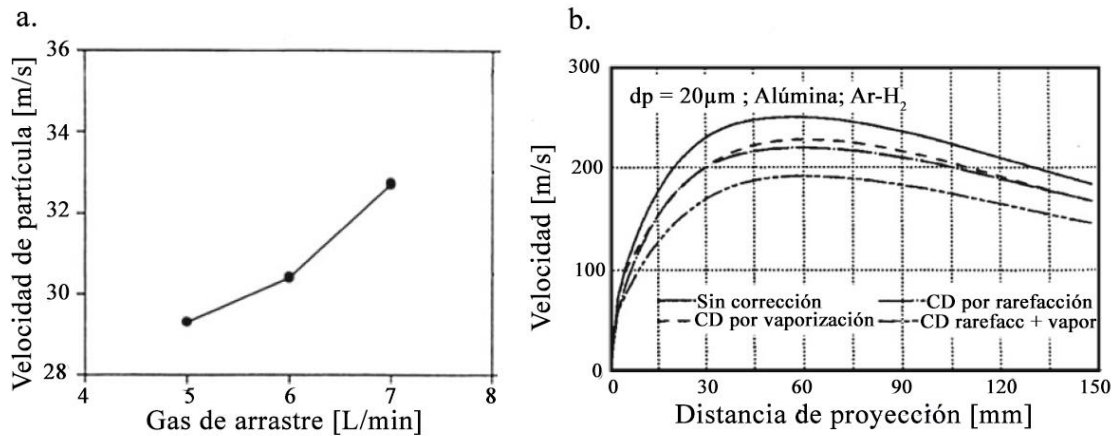 a.
36
34
32
30
28
4 5 6 7 8
Velocidad de partícula [m/s]
Gas de arrastre [L/min]
b.
300
200
100
0
0 30 60 90 120 150
Velocidad [m/s]
dp = 20µm ; Alúmina; Ar-H2
Sin corrección
CD por rarefacción
CD por vaporización
CD rarefacc + vapor
Distancia de proyección [mm]